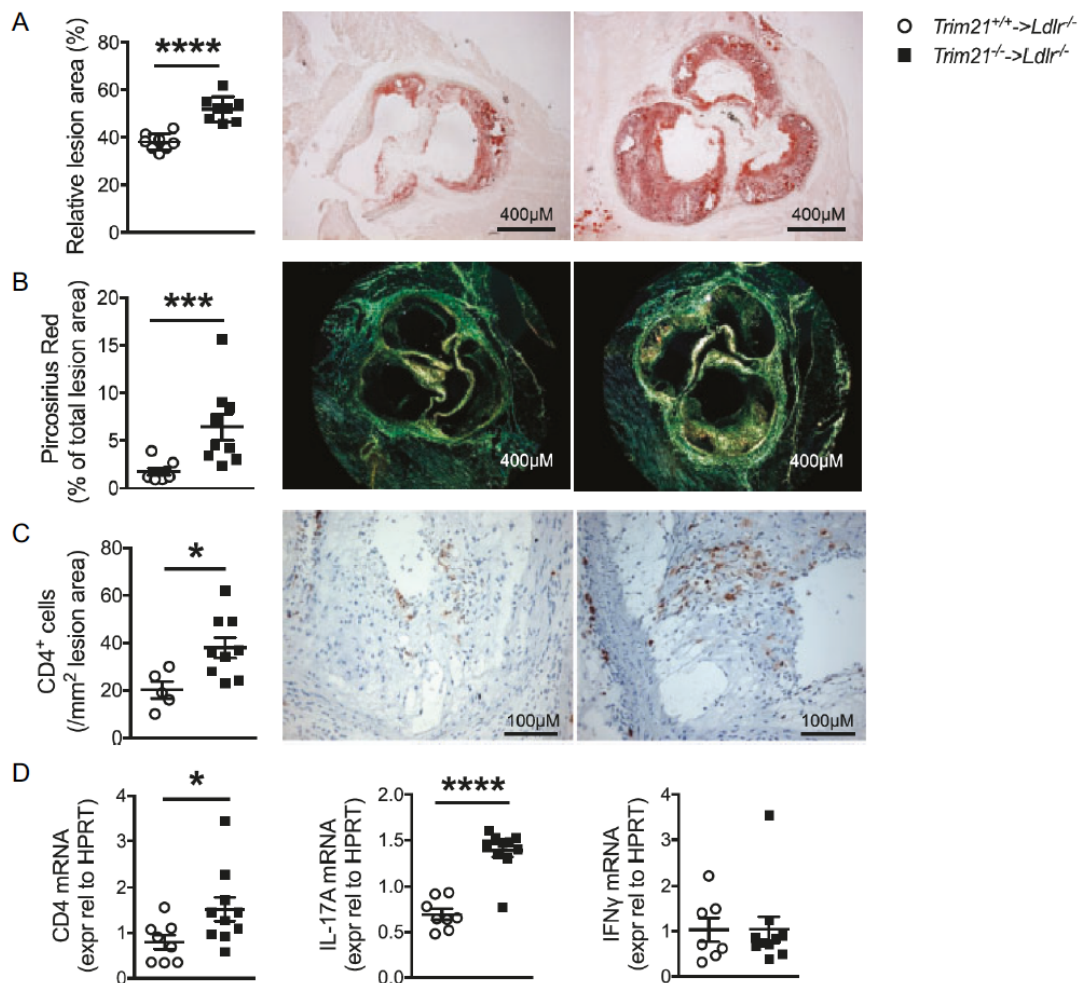 A
Relative lesion area (%)
80
60
40
20
0
****
400µM
400µM
Trim21+/+->Ldlr-/-
Trim21-/-->Ldlr-/-
B
Pircosirius Red
(% of total lesion area)
20
15
10
5
0
***
400µM
400µM
C
CD4+ cells
(/mm2 lesion area)
80
60
40
20
0
*
100µM
100µM
D
CD4 mRNA
(expr rel to HPRT)
4
3
2
1
0
*
IL-17A mRNA
(expr rel to HPRT)
2.0
1.5
1.0
0.5
0.0
****
IFNγ mRNA
(expr rel to HPRT)
4
3
2
1
0